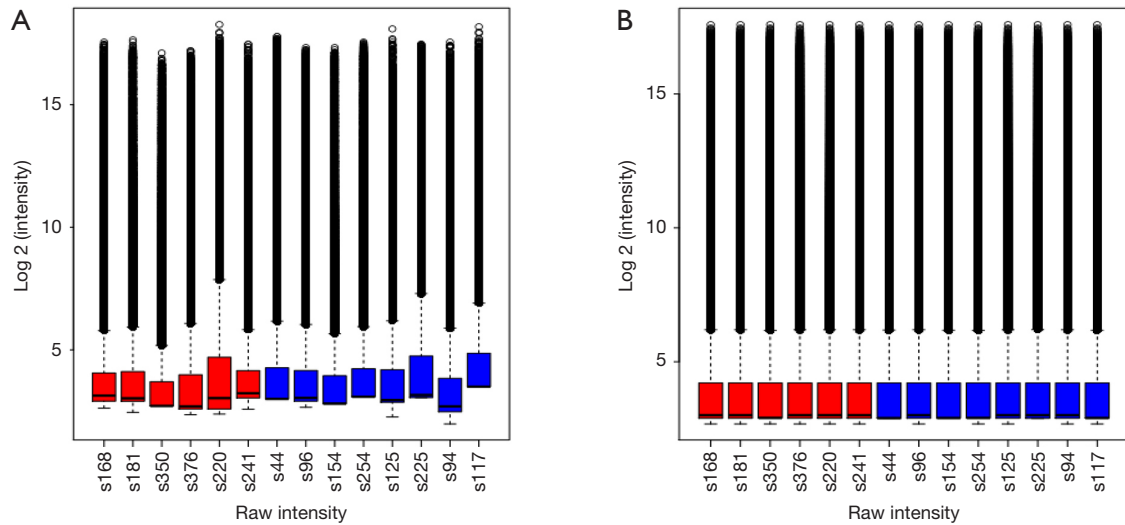 A
Log 2 (intensity)
15
10
5
s168
s181
s350
s376
s220
s241
s44
s96
s154
s254
s125
s225
s94
s117
Raw intensity
B
Log 2 (intensity)
15
10
5
s168
s181
s350
s376
s220
s241
s44
s96
s154
s254
s125
s225
s94
s117
Raw intensity